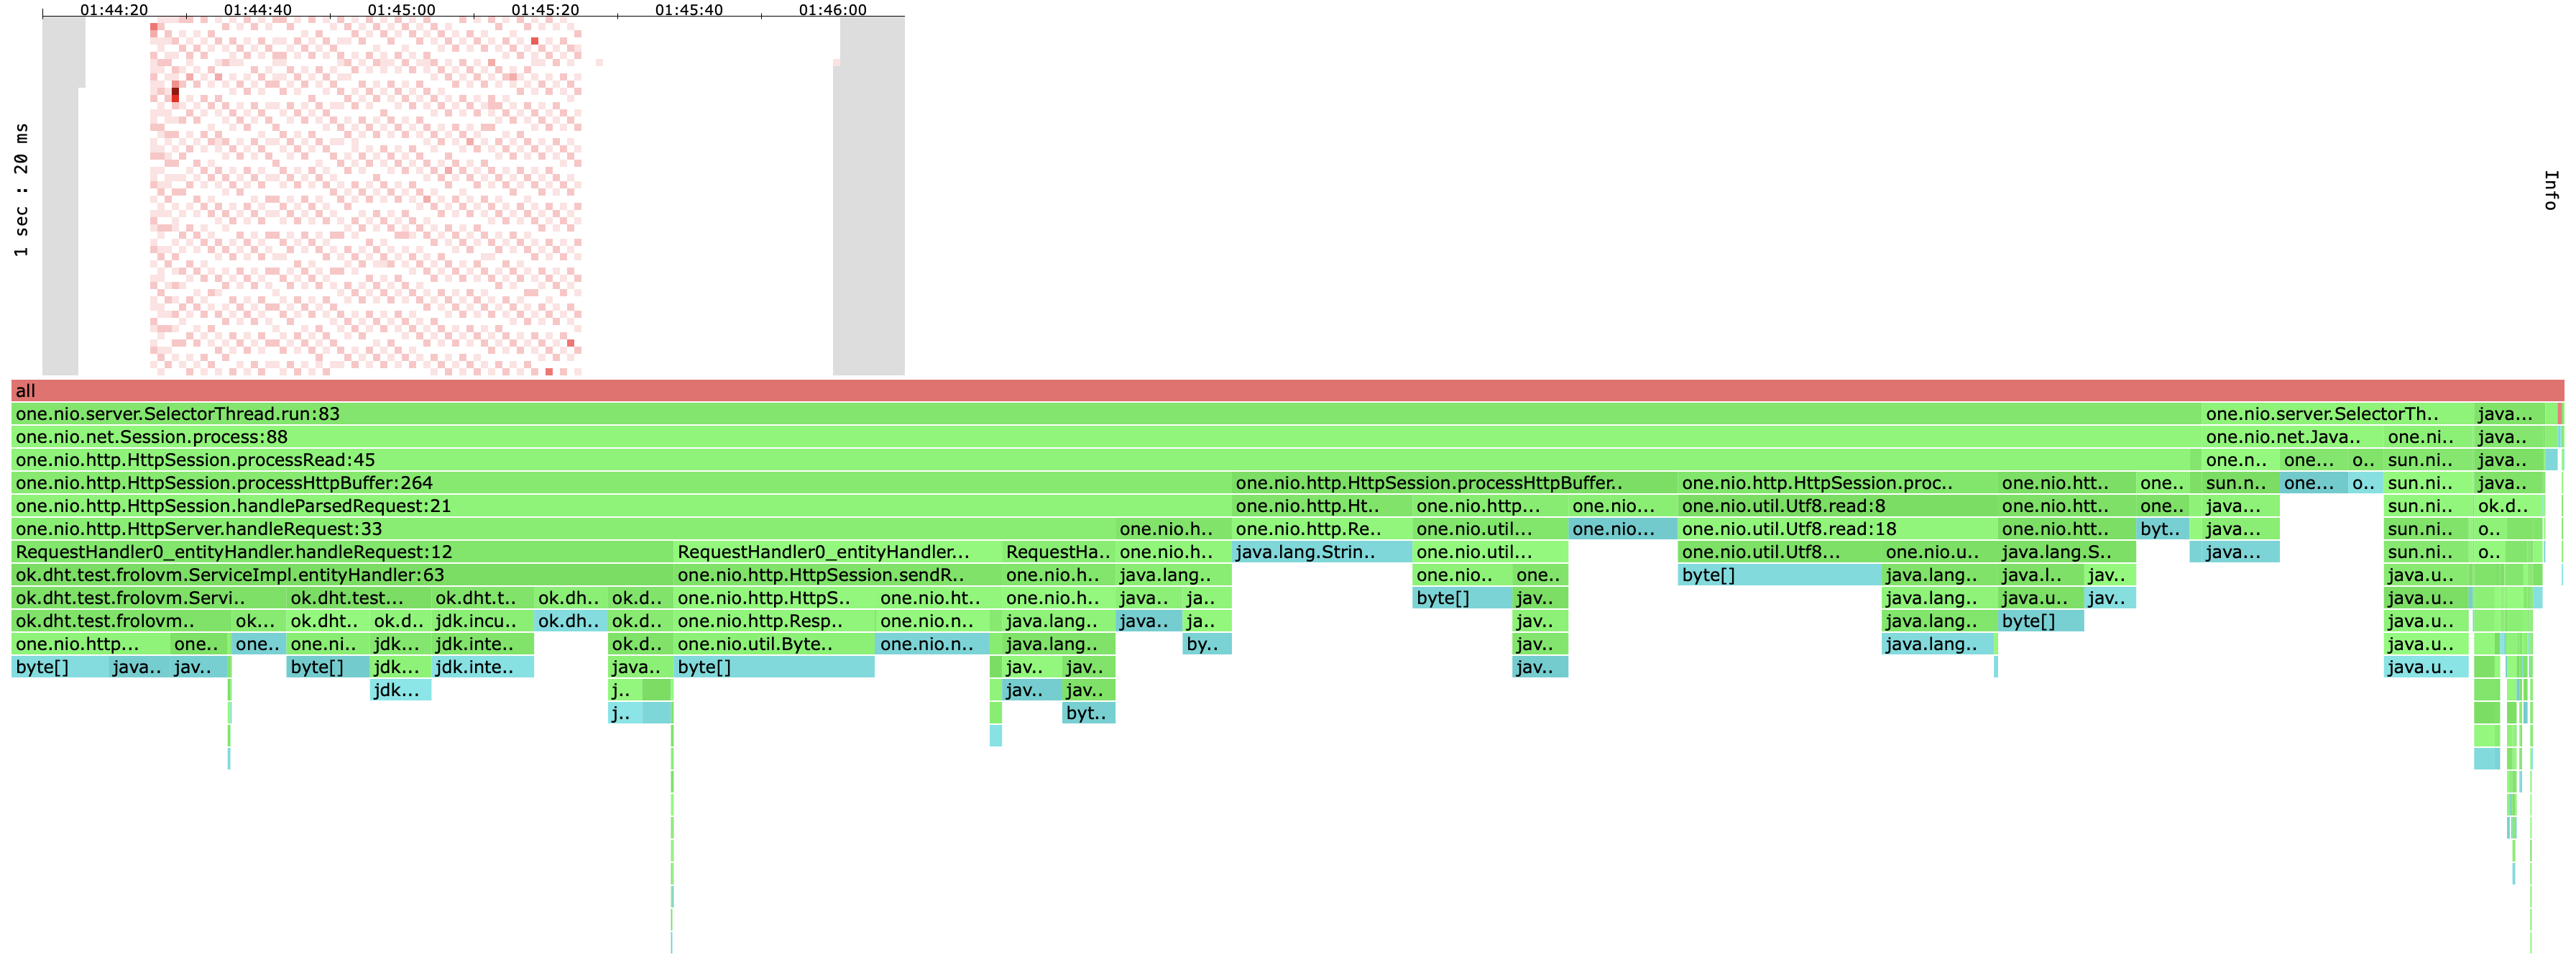 01:44:20 01:44:40 01:45:00 01:45:20 01:45:40 01:46:00
1 sec : 20 ms
Info
all
one.nio.server.SelectorThread.run:83 one.nio.server.SelectorTh.. java...
one.nio.net.Session.process:88 one.nio.net.Java.. one.ni.. java..
one.nio.http.HttpSession.processRead:45 one.n.. one... o.. sun.ni.. java..
one.nio.http.HttpSession.processHttpBuffer:264 one.nio.http.HttpSession.processHttpBuffer.. one.nio.http.HttpSession.proc.. one.nio.htt.. one.. sun.n.. one... o.. sun.ni.. java..
one.nio.http.HttpSession.handleParsedRequest:21 one.nio.http.Ht.. one.nio.http... one.nio... one.nio.util.Utf8.read:8 one.nio.htt.. one.. java... sun.ni.. ok.d..
one.nio.http.HttpServer.handleRequest:33 one.nio.h.. one.nio.http.Re.. one.nio.util... one.nio... one.nio.util.Utf8.read:18 one.nio.htt.. byt.. java... sun.ni.. o..
RequestHandler0_entityHandler.handleRequest:12 RequestHandler0_entityHandler... RequestHa.. one.nio.h.. java.lang.Strin.. one.nio.util... one.nio.util.Utf8... one.nio.u.. java.lang.S.. java... sun.ni.. o..
ok.dht.test.frolovm.ServiceImpl.entityHandler:63 one.nio.http.HttpSession.sendR.. one.nio.h.. java.lang.. one.nio.. one.. byte[] java.lang.. java.l.. jav.. java.u..
ok.dht.test.frolovm.Servi.. ok.dht.test... ok.dht.t.. ok.dh.. ok.d.. one.nio.http.HttpS.. one.nio.ht.. one.nio.h.. java.. ja.. byte[] jav.. java.lang.. java.u.. jav.. java.u..
ok.dht.test.frolovm.. ok... ok.dht.. ok.d.. jdk.incu.. ok.dh.. ok.d.. one.nio.http.Resp.. one.nio.n.. java.lang.. java.. ja.. jav.. java.lang.. byte[] java.u..
one.nio.http... one.. one.. one.ni.. jdk... jdk.inte.. ok.d.. one.nio.util.Byte.. one.nio.n.. java.lang.. by.. jav.. java.lang.. java.u..
byte[] java.. jav.. byte[] jdk... jdk.inte.. java.. byte[] jav.. jav.. jav.. java.u..
jdk... j.. jav.. jav..
j.. byt..